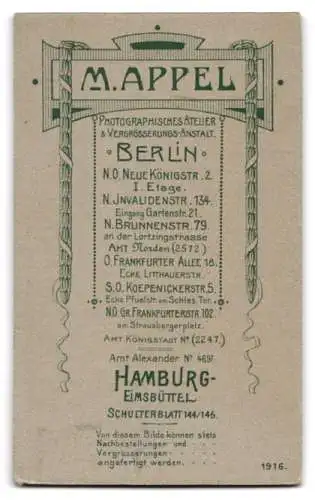 M. APPEL
PHOTOGRAPHISCHES ATELIER
& VERGRÖSSERUNGS-ANSTALT.
BERLIN
N.O. NEUE KÖNIGSTR. 2
I. Etage.
N. JNVALIDENSTR. 134.
Eingang Gartenstr. 21.
N. BRUNNENSTR. 79.
an der Lortzingstrasse
AMT Norden (2572)
O. FRANKFURTER ALLEE 18.
ECKE LITTHAUERSTR.
S.O. KOEPENICKERSTR. 5.
Ecke Pfuelstr. am Schles. Tor.
N.O. GR. FRANKFURTERSTR. 102
am Strausbergerplatz.
AMT KÖNIGSTADT No (2247.)
Amt Alexander No 4691.
HAMBURG-
EIMSBÜTTEL
SCHULTERBLATT 144/146.
Von diesem Bilde können stets
Nachbestellungen und
Vergrösserungen
angefertigt werden.
1916.